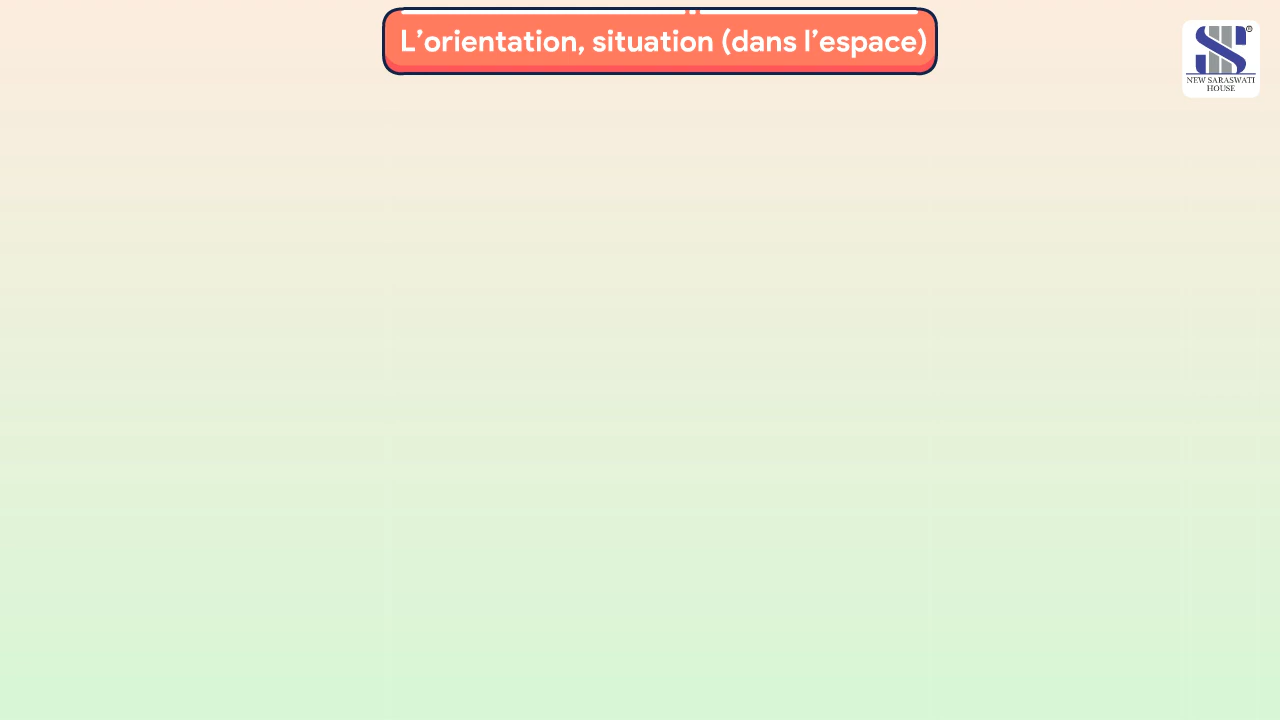 L’orientation, situation (dans l’espace)
NEW SARASWATI
HOUSE